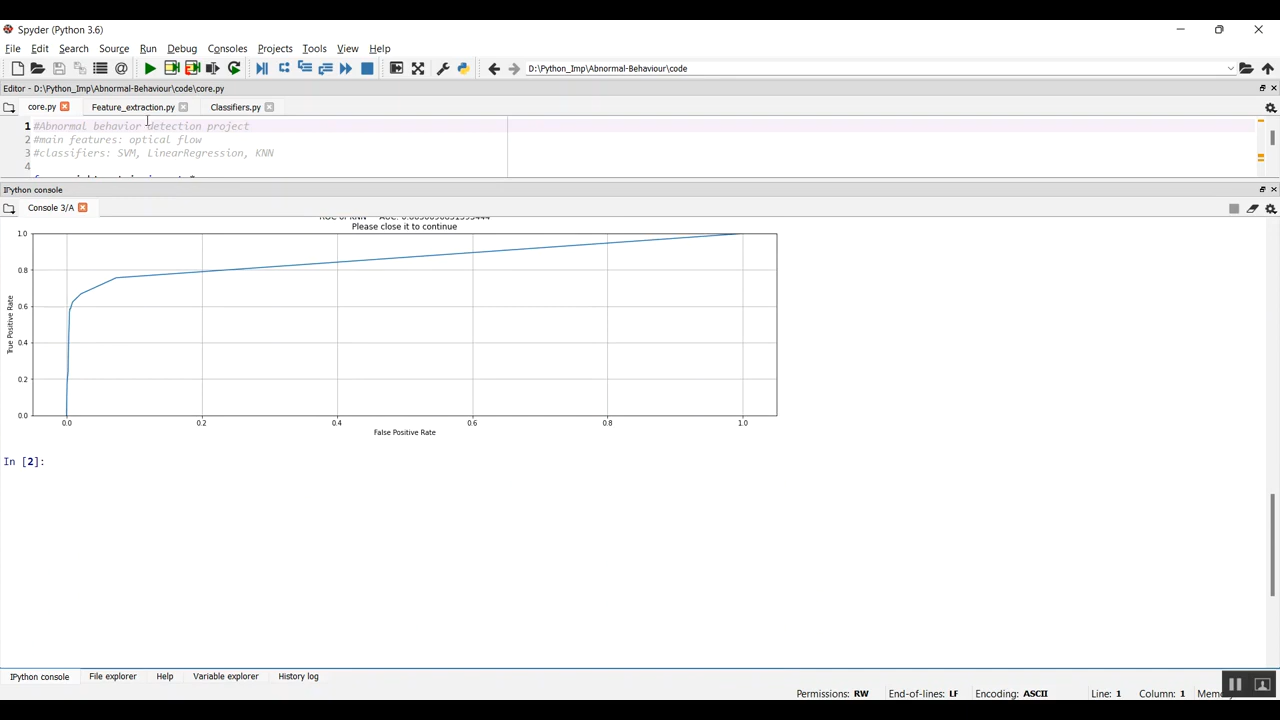 Spyder (Python 3.6)
File Edit Search Source Run Debug Consoles Projects Tools View Help
D:\Python_Imp\Abnormal-Behaviour\code
Editor - D:\Python_Imp\Abnormal-Behaviour\code\core.py
core.py Feature_extraction.py Classifiers.py
1 #Abnormal behavior detection project
2 #main features: optical flow
3 #classifiers: SVM, LinearRegression, KNN
4
IPython console
Console 3/A
ROC of KNN AUC:
Please close it to continue
1.0
0.8
0.6
0.4
0.2
0.0
True Positive Rate
0.0 0.2 0.4 0.6 0.8 1.0
False Positive Rate
In [2]:
IPython console File explorer Help Variable explorer History log
Permissions: RW End-of-lines: LF Encoding: ASCII Line: 1 Column: 1